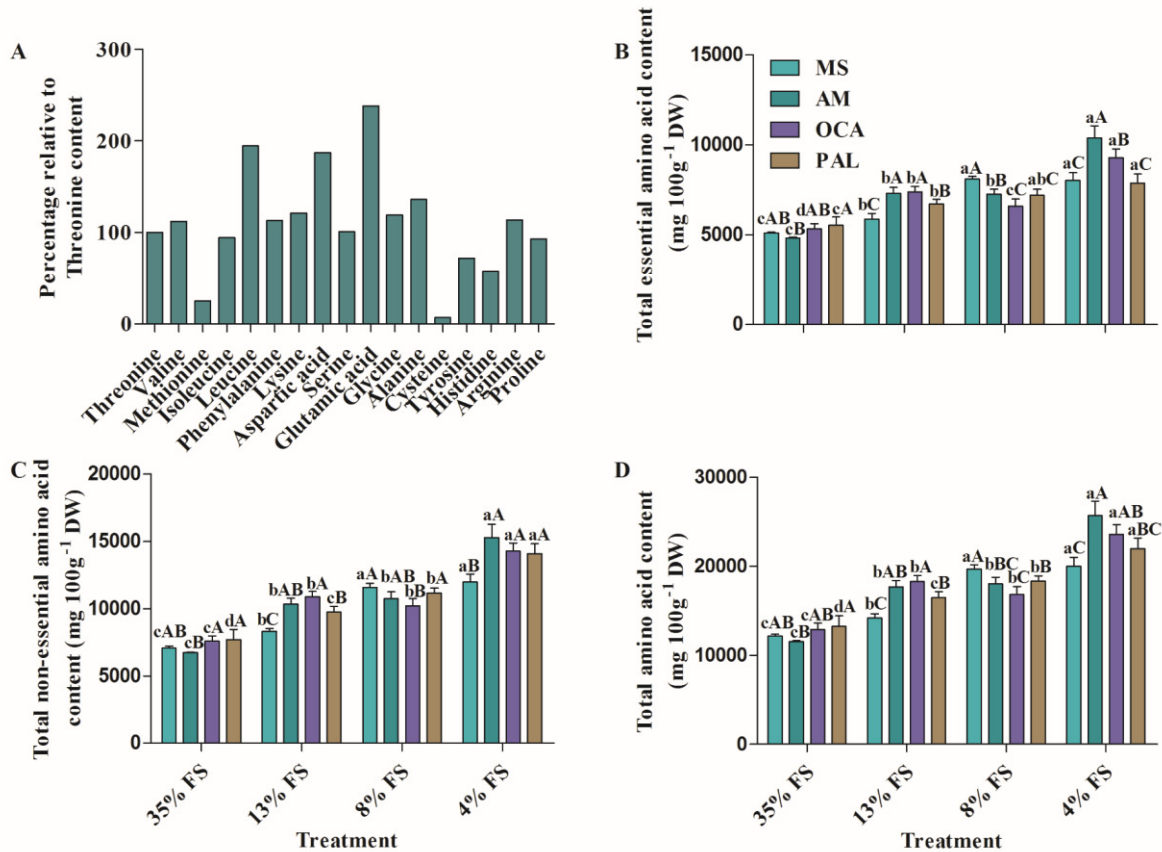 A
Percentage relative to
Threonine content
300
200
100
0
Threonine
Valine
Methionine
Isoleucine
Leucine
Phenylalanine
Lysine
Asparfic acid
Serine
Glutamic acid
Glycine
Alanine
Cysteine
Tyrosine
Histidine
Arginine
Proline
B
Total essential amino acid content
(mg 100g⁻¹ DW)
15000
10000
5000
0
MS
AM
OCA
PAL
cAB cB dAB cA
bC bA bA bB
aA bB cC abC
aC aA aB aC
C
Total non-essential amino acid
content (mg 100g⁻¹ DW)
20000
15000
10000
5000
0
cAB cB cA dA
bC bAB bA cB
aA bAB bB bA
aB aA aA aA
35% FS
13% FS
8% FS
4% FS
Treatment
D
Total amino acid content
(mg 100g⁻¹ DW)
30000
20000
10000
0
cAB cB cAB dA
bC bAB bA cB
aA bBC bC bB
aC aA aAB aBC
35% FS
13% FS
8% FS
4% FS
Treatment